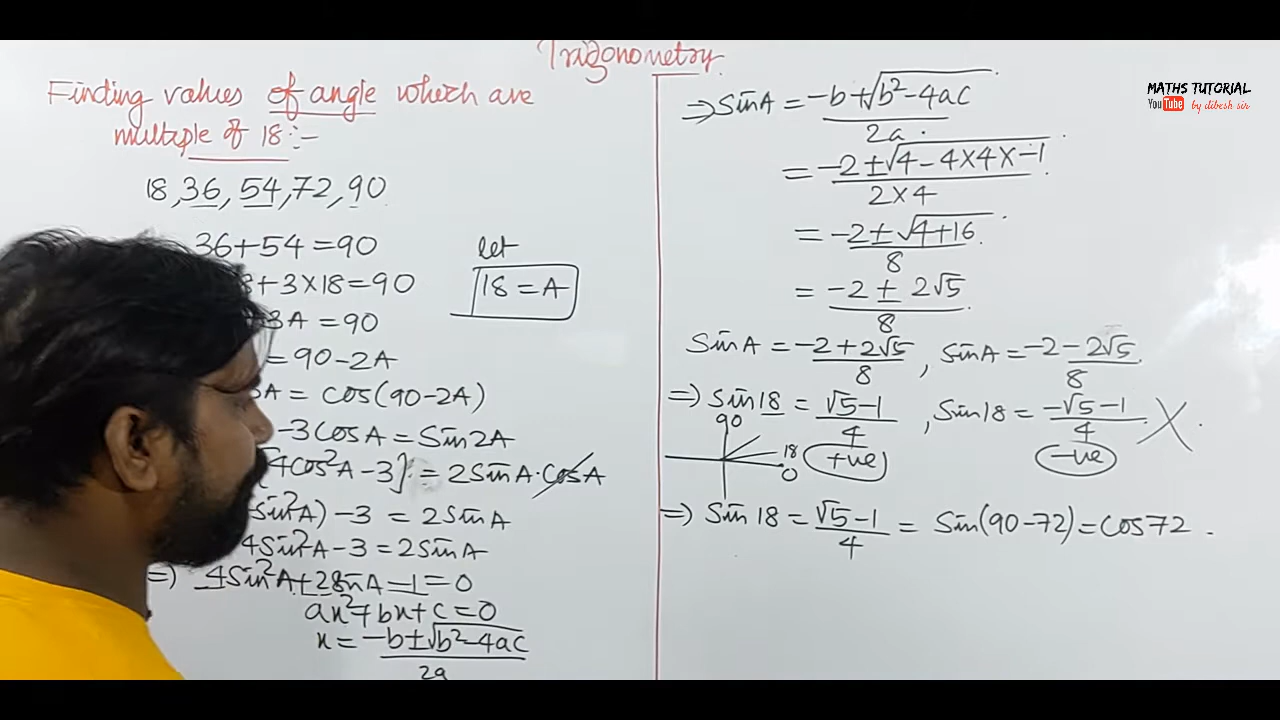 Trigonometry
Finding values of angle which are
multiple of 18:-
18, 36, 54, 72, 90
36+54=90
+3×18=90
3A = 90
= 90-2A
A = cos(90-2A)
-3cosA = Sin2A
4cos²A-3] = 2SinA.CosA
Sin²A) -3 = 2SinA
4Sin²A-3 = 2SinA
=) 4Sin²A+2SinA-1=0
ax²+bx+c=0
x = -b±√b²-4ac
2a
let
18 = A
=> SinA = -b±√b²-4ac
2a
= -2±√4-4×4×-1
2×4
= -2±√4+16
8
= -2 ± 2√5
8
SinA = -2+2√5 , SinA = -2-2√5
8 8
=> Sin18 = √5-1 , Sin18 = -√5-1 X
4 4
90
18
0
+ve -ve
=> Sin 18 = √5-1 = Sin(90-72) = Cos72.
4
MATHS TUTORIAL
YouTube by dibesh sir